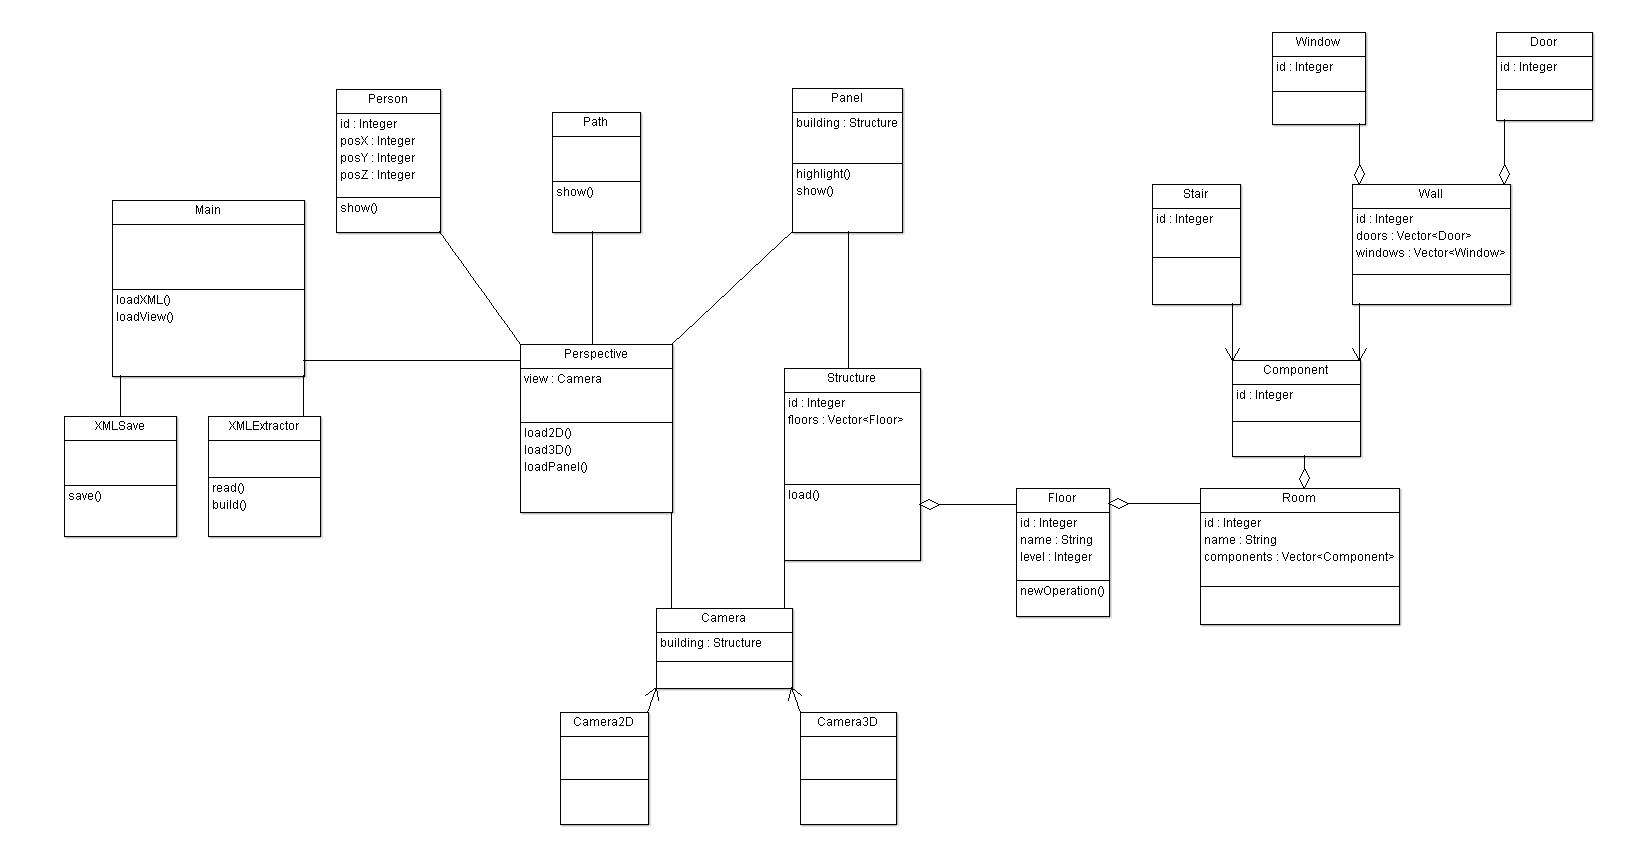 Window
id : Integer
Door
id : Integer
Person
id : Integer
posX : Integer
posY : Integer
posZ : Integer
show()
Path
show()
Panel
building : Structure
highlight()
show()
Stair
id : Integer
Wall
id : Integer
doors : Vector<Door>
windows : Vector<Window>
Main
loadXML()
loadView()
Perspective
view : Camera
load2D()
load3D()
loadPanel()
Structure
id : Integer
floors : Vector<Floor>
load()
Component
id : Integer
XMLSave
save()
XMLExtractor
read()
build()
Floor
id : Integer
name : String
level : Integer
newOperation()
Room
id : Integer
name : String
components : Vector<Component>
Camera
building : Structure
Camera2D
Camera3D